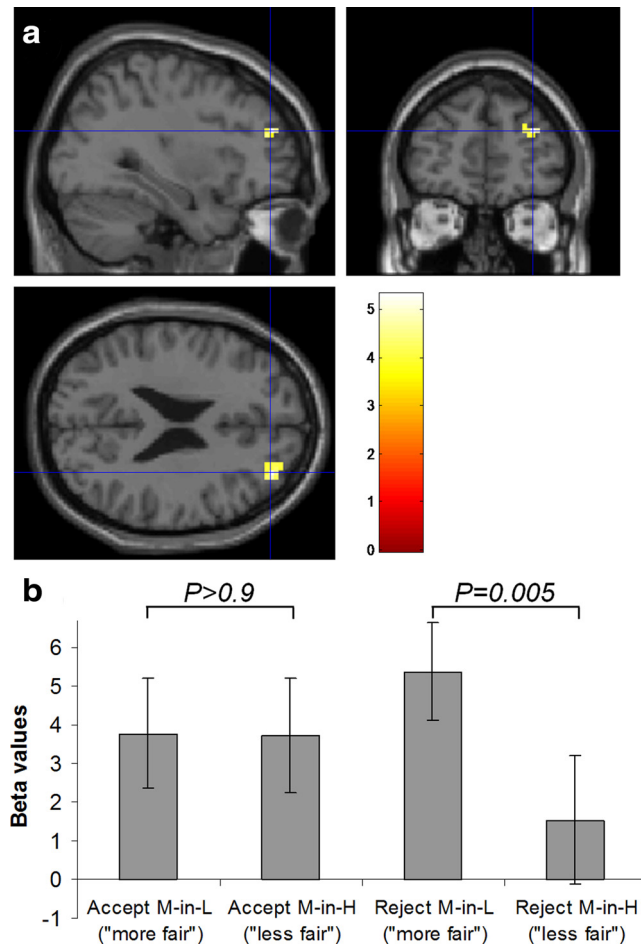 a
5
4
3
2
1
0
b
P>0.9
P=0.005
Beta values
6
5
4
3
2
1
0
-1
Accept M-in-L
("more fair")
Accept M-in-H
("less fair")
Reject M-in-L
("more fair")
Reject M-in-H
("less fair")